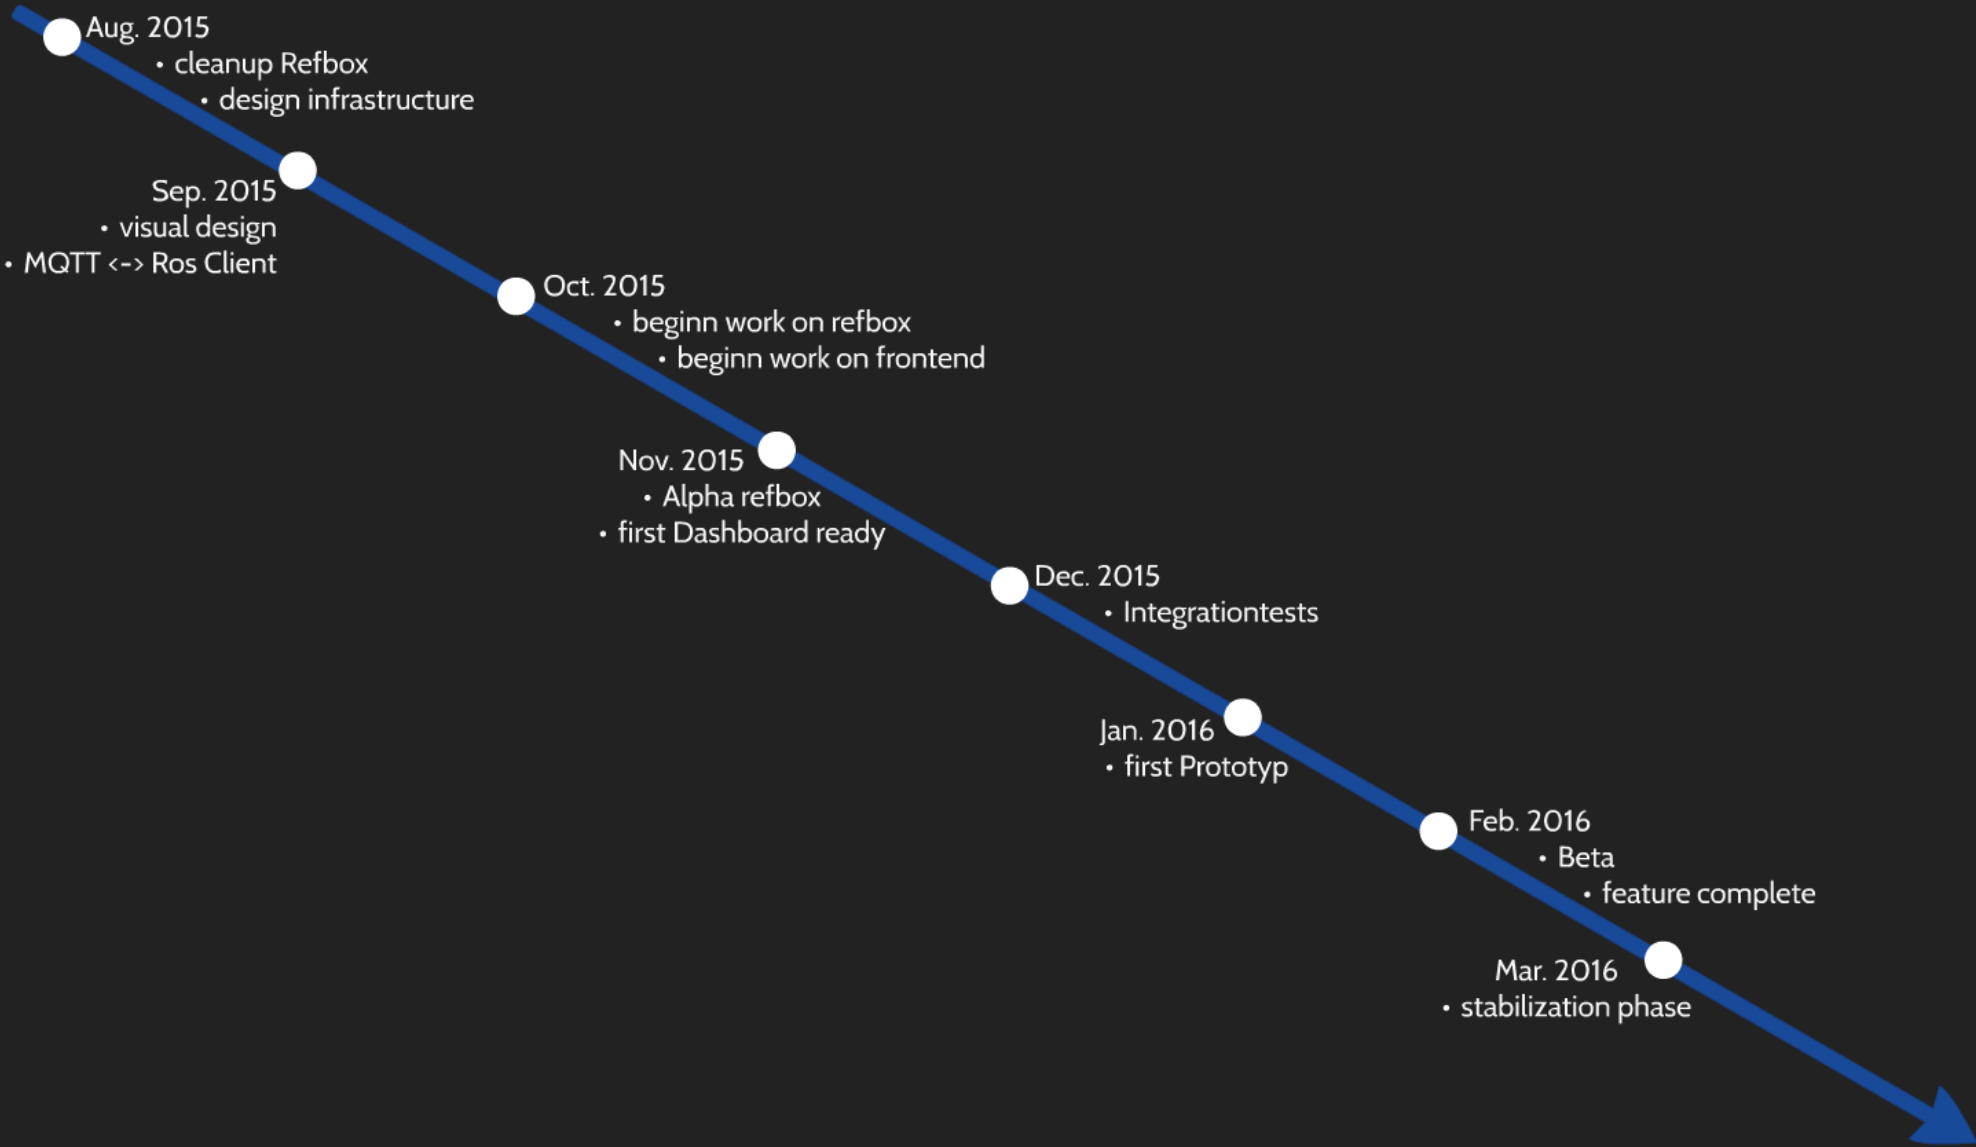 Aug. 2015
• cleanup Refbox
• design infrastructure
Sep. 2015
• visual design
• MQTT <-> Ros Client
Oct. 2015
• beginn work on refbox
• beginn work on frontend
Nov. 2015
• Alpha refbox
• first Dashboard ready
Dec. 2015
• Integrationtests
Jan. 2016
• first Prototyp
Feb. 2016
• Beta
• feature complete
Mar. 2016
• stabilization phase